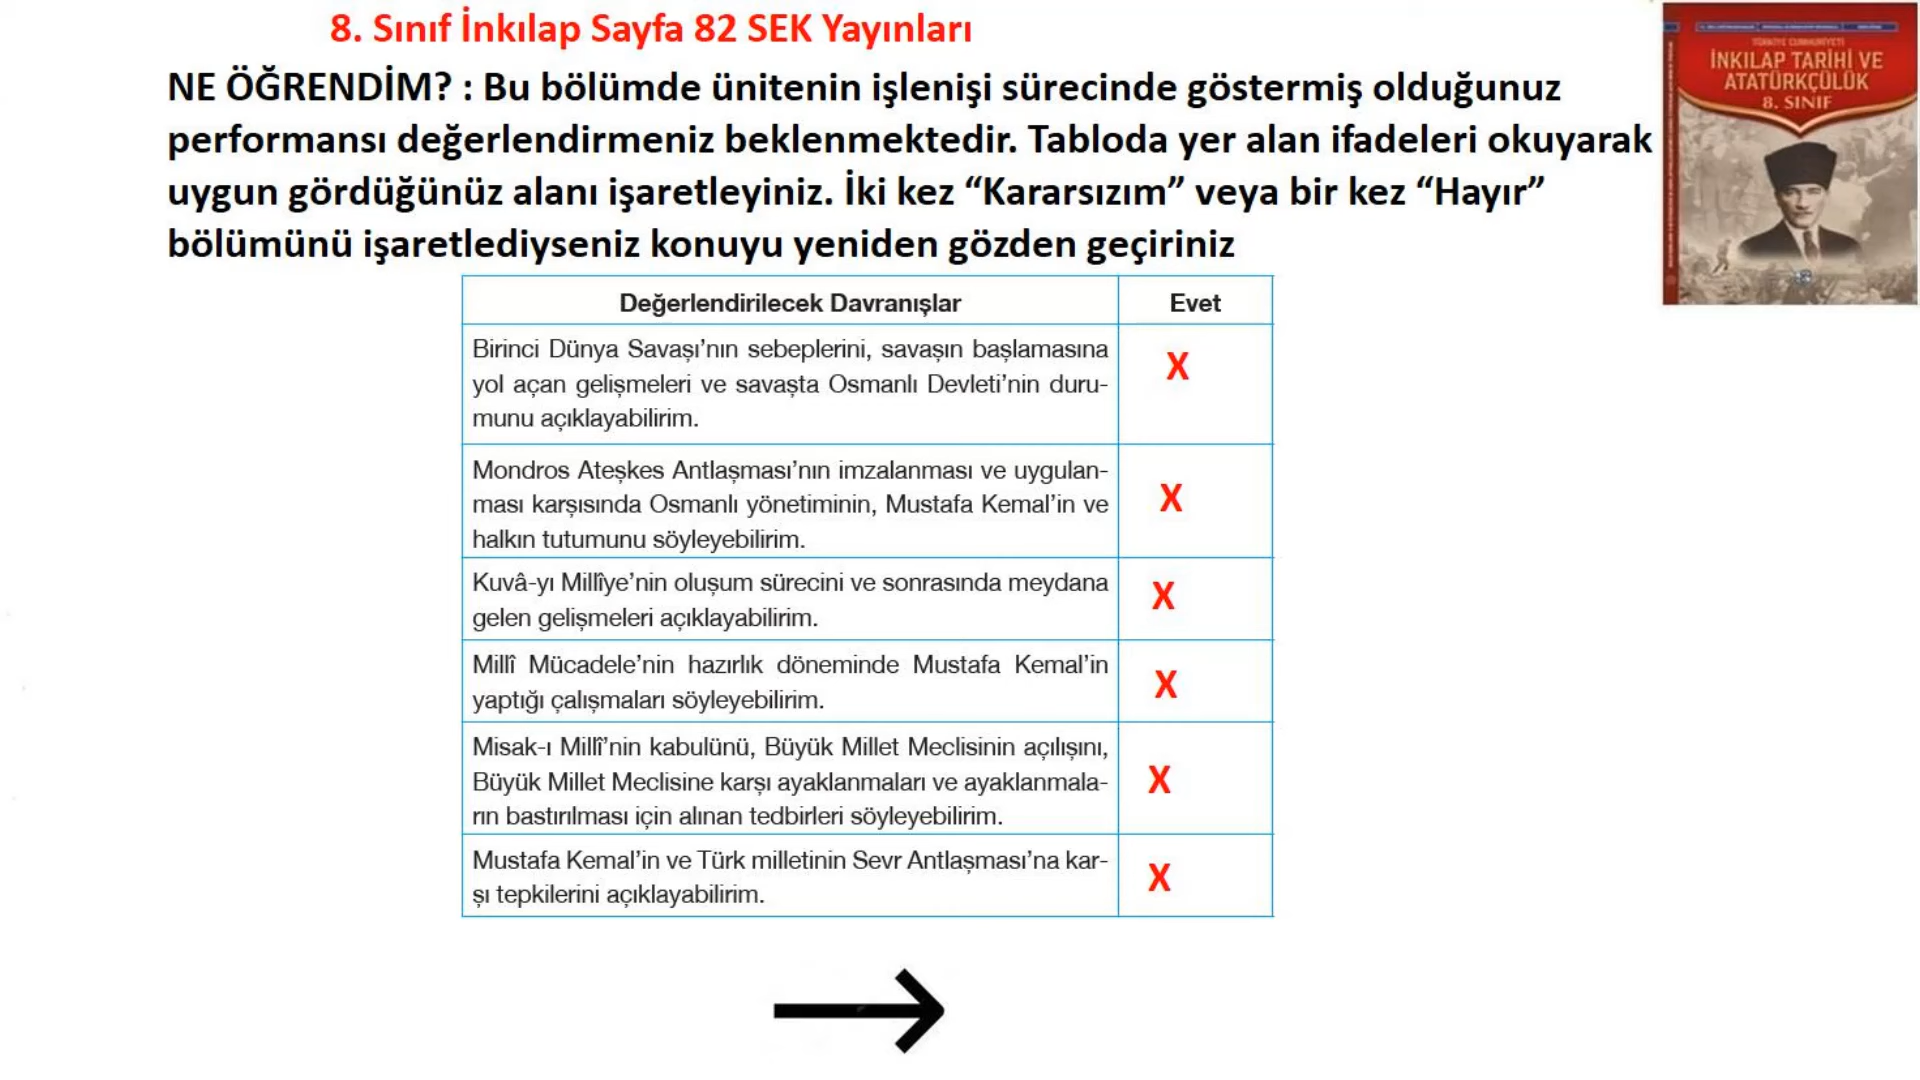 8. Sınıf İnkılap Sayfa 82 SEK Yayınları
NE ÖĞRENDİM? : Bu bölümde ünitenin işlenişi sürecinde göstermiş olduğunuz
performansı değerlendirmeniz beklenmektedir. Tabloda yer alan ifadeleri okuyarak
uygun gördüğünüz alanı işaretleyiniz. İki kez “Kararsızım” veya bir kez “Hayır”
bölümünü işaretlediyseniz konuyu yeniden gözden geçiriniz
TÜRKİYE CUMHURİYETİ
İNKILAP TARİHİ VE
ATATÜRKÇÜLÜK
8. SINIF
Değerlendirilecek Davranışlar Evet
Birinci Dünya Savaşı’nın sebeplerini, savaşın başlamasına
yol açan gelişmeleri ve savaşta Osmanlı Devleti’nin duru-
munu açıklayabilirim.
X
Mondros Ateşkes Antlaşması’nın imzalanması ve uygulan-
ması karşısında Osmanlı yönetiminin, Mustafa Kemal’in ve
halkın tutumunu söyleyebilirim.
X
Kuvâ-yı Millîye’nin oluşum sürecini ve sonrasında meydana
gelen gelişmeleri açıklayabilirim.
X
Millî Mücadele’nin hazırlık döneminde Mustafa Kemal’in
yaptığı çalışmaları söyleyebilirim.
X
Misak-ı Millî’nin kabulünü, Büyük Millet Meclisinin açılışını,
Büyük Millet Meclisine karşı ayaklanmaları ve ayaklanmala-
rın bastırılması için alınan tedbirleri söyleyebilirim.
X
Mustafa Kemal’in ve Türk milletinin Sevr Antlaşması’na kar-
şı tepkilerini açıklayabilirim.
X